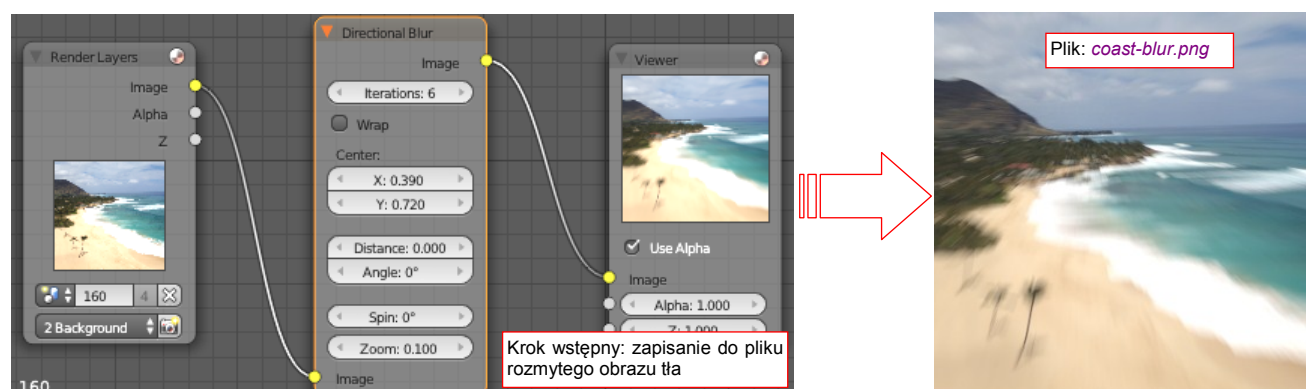 Render Layers
Image
Alpha
Z
160
4
2 Background
160
Directional Blur
Image
Iterations: 6
Wrap
Center:
X: 0.390
Y: 0.720
Distance: 0.000
Angle: 0°
Spin: 0°
Zoom: 0.100
Image
Viewer
Use Alpha
Image
Alpha: 1.000
Z: 1.000
Krok wstępny: zapisanie do pliku
rozmytego obrazu tła
Plik: coast-blur.png